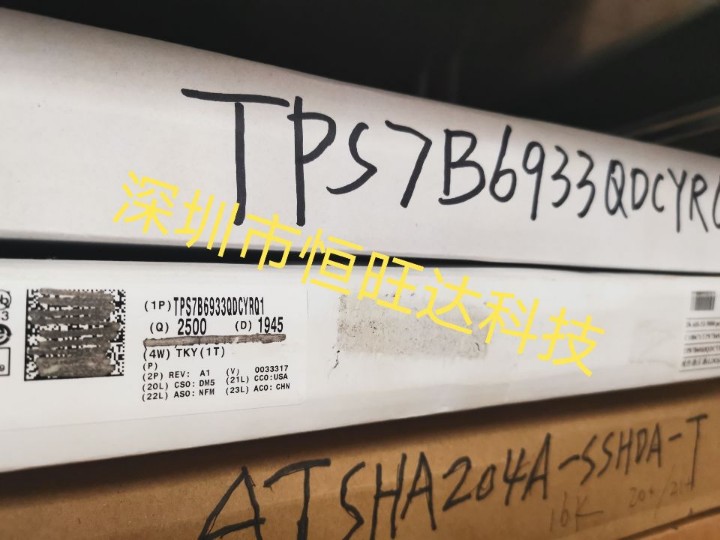 TPS7B6933QDCYR
深圳市恒旺达科技
(1P)TPS7B6933QDCYRQ1
(Q) 2500 (D) 1945
(4W) TKY(1T)
(P)
(2P) REV: A1 (V) 0033317
(20L) CSO: DM5 (21L) CCO:USA
(22L) ASO: NFM (23L) ACO: CHN
ATSHA204A-SSHDA-T
16K